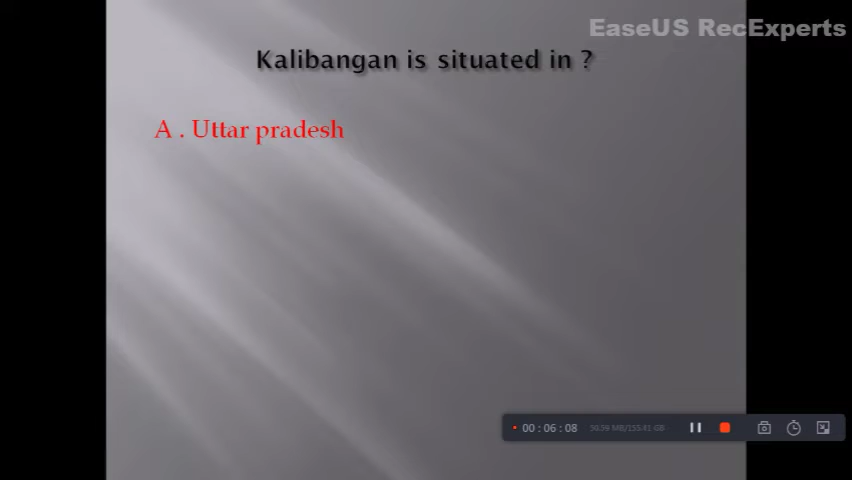 EaseUS RecExperts
Kalibangan is situated in ?
A . Uttar pradesh
00 : 06 : 08